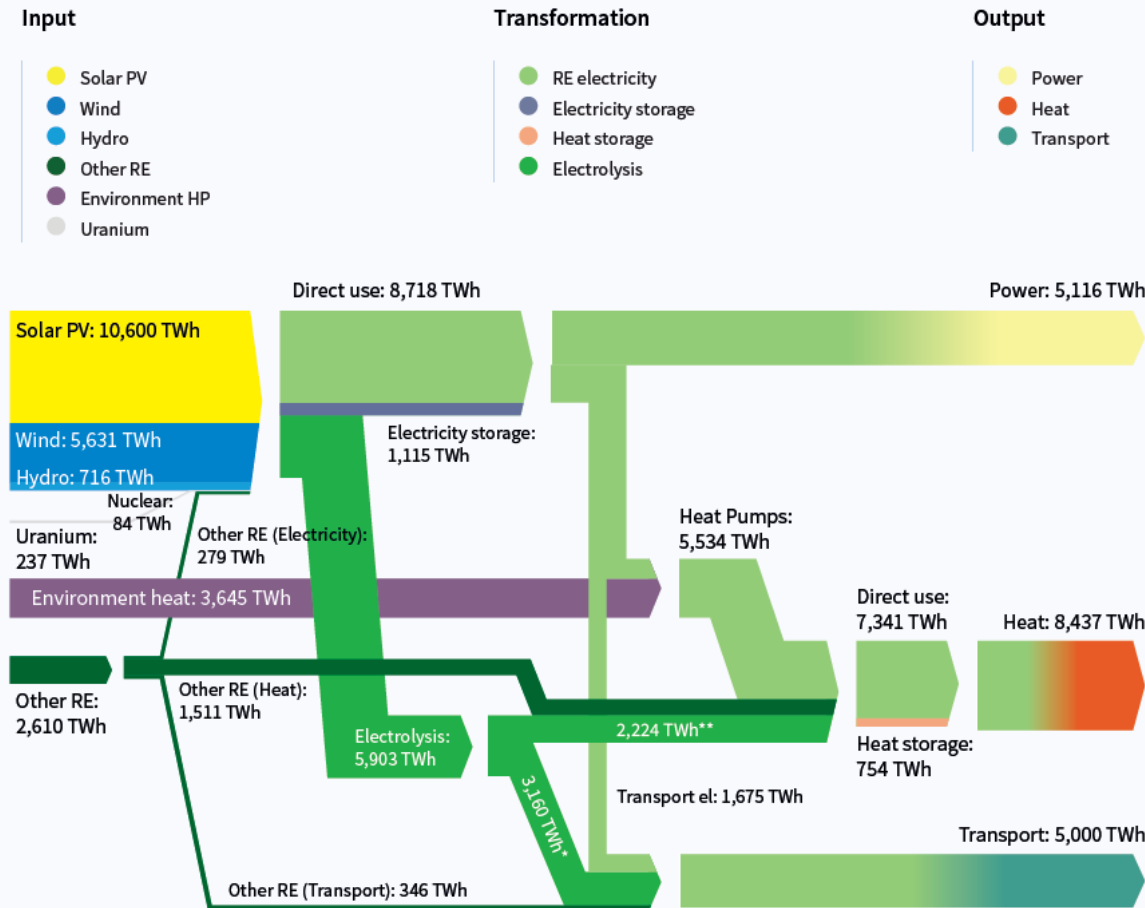 Input
Transformation
Output
Solar PV
Wind
Hydro
Other RE
Environment HP
Uranium
RE electricity
Electricity storage
Heat storage
Electrolysis
Power
Heat
Transport
Direct use: 8,718 TWh
Power: 5,116 TWh
Solar PV: 10,600 TWh
Wind: 5,631 TWh
Hydro: 716 TWh
Electricity storage:
1,115 TWh
Nuclear:
84 TWh
Uranium:
237 TWh
Other RE (Electricity):
279 TWh
Heat Pumps:
5,534 TWh
Environment heat: 3,645 TWh
Direct use:
7,341 TWh
Heat: 8,437 TWh
Other RE:
2,610 TWh
Other RE (Heat):
1,511 TWh
Electrolysis:
5,903 TWh
2,224 TWh**
Heat storage:
754 TWh
3,160 TWh*
Transport el: 1,675 TWh
Transport: 5,000 TWh
Other RE (Transport): 346 TWh